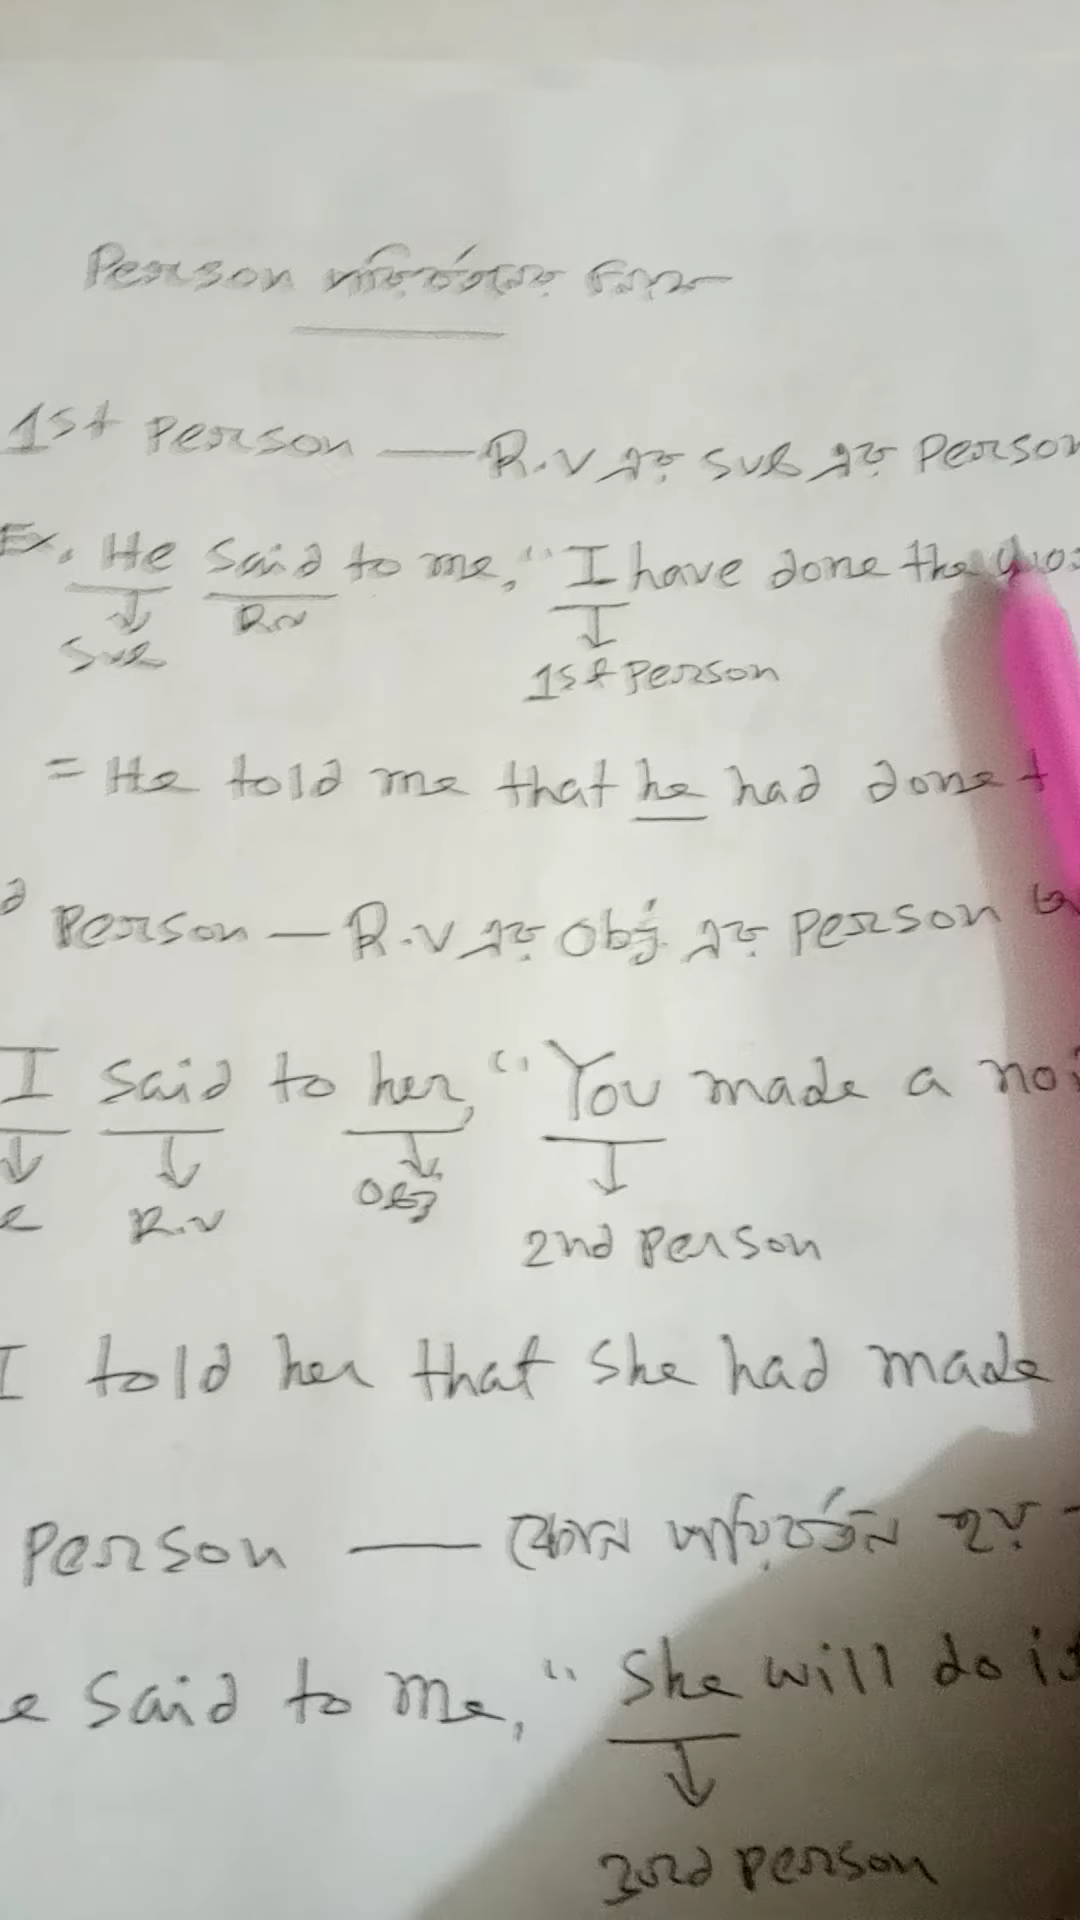 Person পরিবর্তনের নিয়ম
1st Person — R.V এর sub এর Person
Ex. He said to me, "I have done the
Sub R.V 1st Person
= He told me that he had done
Person — R.V এর Obj. এর Person
I said to her, "You made a noi
R.V Obj 2nd Person
I told her that she had made
Person — কোন পরিবর্তন হয়
said to me, "She will do
3rd person